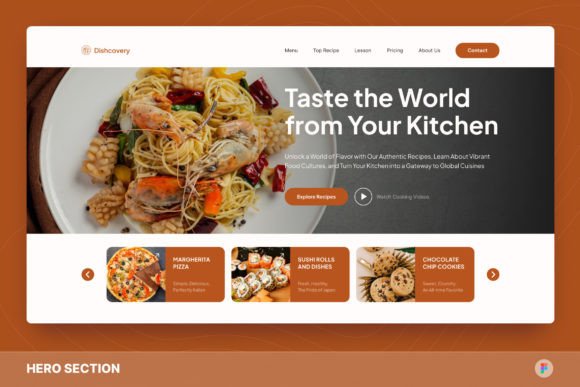 Dishcovery
Menu
Top Recipe
Lesson
Pricing
About Us
Contact
Taste the World
from Your Kitchen
Unlock a World of Flavor with Our Authentic Recipes, Learn About Vibrant
Food Cultures, and Turn Your Kitchen into a Gateway to Global Cuisines
Explore Recipes
Watch Cooking Videos
MARGHERITA
PIZZA
Simple, Delicious,
Perfectly Italian
SUSHI ROLLS
AND DISHES
Fresh, Healthy,
The Pride of Japan
CHOCOLATE
CHIP COOKIES
Sweet, Crunchy,
An All-time Favorite
HERO SECTION